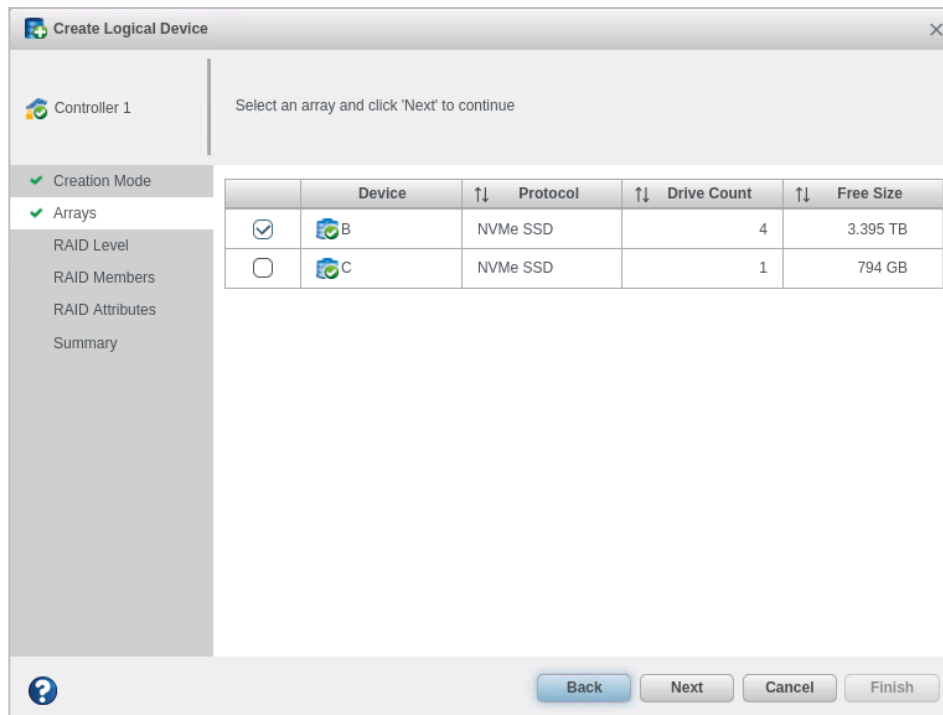 Create Logical Device
Controller 1
Select an array and click 'Next' to continue
Creation Mode
Arrays
RAID Level
RAID Members
RAID Attributes
Summary
Device Protocol Drive Count Free Size
B NVMe SSD 4 3.395 TB
C NVMe SSD 1 794 GB
? Back Next Cancel Finish